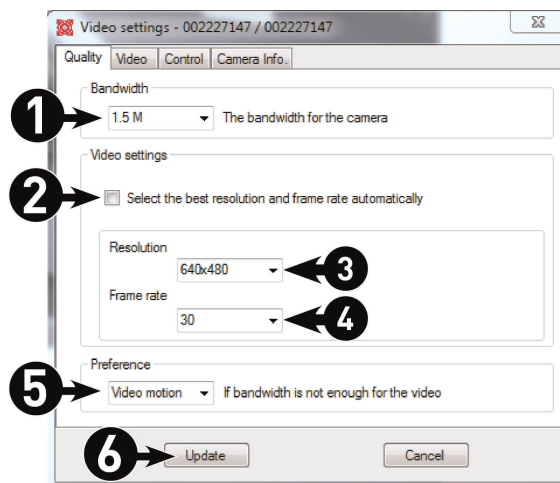 Video settings - 002227147 / 002227147
Quality Video Control Camera Info.
Bandwidth
1 1.5 M The bandwidth for the camera
Video settings
2 Select the best resolution and frame rate automatically
Resolution
640x480 3
Frame rate
30 4
Preference
5 Video motion If bandwidth is not enough for the video
6 Update Cancel